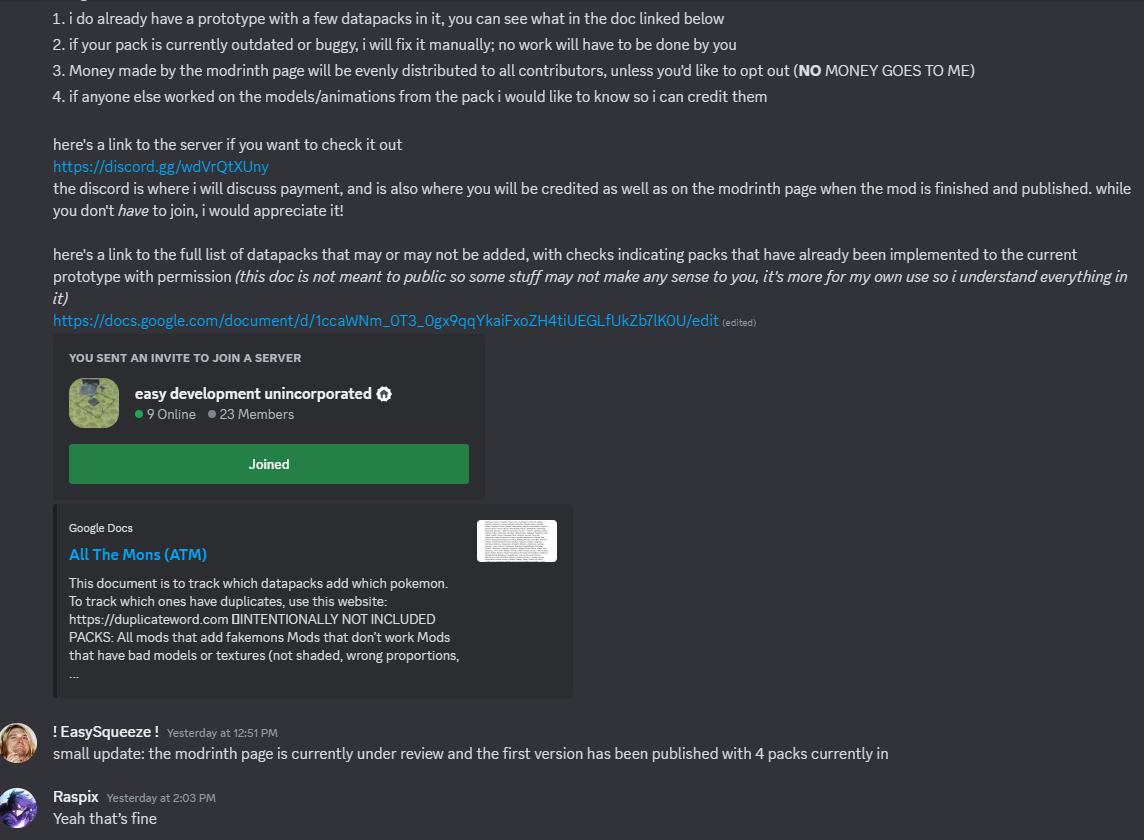 1. i do already have a prototype with a few datapacks in it, you can see what in the doc linked below
2. if your pack is currently outdated or buggy, i will fix it manually; no work will have to be done by you
3. Money made by the modrinth page will be evenly distributed to all contributors, unless you'd like to opt out (NO MONEY GOES TO ME)
4. if anyone else worked on the models/animations from the pack i would like to know so i can credit them
here's a link to the server if you want to check it out
https://discord.gg/wdVrQtXUny
the discord is where i will discuss payment, and is also where you will be credited as well as on the modrinth page when the mod is finished and published. while
you don't have to join, i would appreciate it!
here's a link to the full list of datapacks that may or may not be added, with checks indicating packs that have already been implemented to the current
prototype with permission (this doc is not meant to public so some stuff may not make any sense to you, it's more for my own use so i understand everything in
it)
https://docs.google.com/document/d/1ccaWNm_0T3_0gx9qqYkaiFxoZH4tiUEGLfUkZb7lK0U/edit (edited)
YOU SENT AN INVITE TO JOIN A SERVER
easy development unincorporated
9 Online 23 Members
Joined
Google Docs
All The Mons (ATM)
This document is to track which datapacks add which pokemon.
To track which ones have duplicates, use this website:
https://duplicateword.com INTENTIONALLY NOT INCLUDED
PACKS: All mods that add fakemons Mods that don't work Mods
that have bad models or textures (not shaded, wrong proportions,
...
! EasySqueeze ! Yesterday at 12:51 PM
small update: the modrinth page is currently under review and the first version has been published with 4 packs currently in
Raspix Yesterday at 2:03 PM
Yeah that's fine